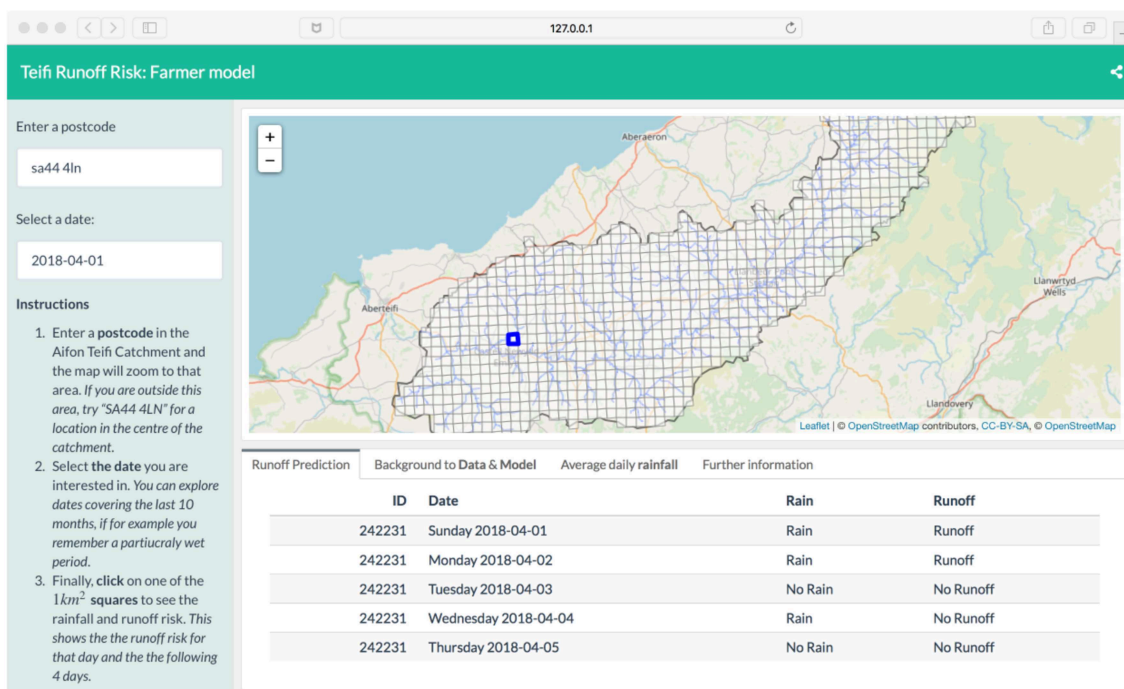 127.0.0.1
Teifi Runoff Risk: Farmer model
Enter a postcode
sa44 4ln
Select a date:
2018-04-01
Instructions
1. Enter a postcode in the
Aifon Teifi Catchment and
the map will zoom to that
area. If you are outside this
area, try "SA44 4LN" for a
location in the centre of the
catchment.
2. Select the date you are
interested in. You can explore
dates covering the last 10
months, if for example you
remember a partiucraly wet
period.
3. Finally, click on one of the
1km² squares to see the
rainfall and runoff risk. This
shows the the runoff risk for
that day and the the following
4 days.
+
−
Aberaeron
Aberteifi
Llanwrtyd
Wells
Llandovery
Leaflet | © OpenStreetMap contributors, CC-BY-SA, © OpenStreetMap
Runoff Prediction Background to Data & Model Average daily rainfall Further information
ID Date Rain Runoff
242231 Sunday 2018-04-01 Rain Runoff
242231 Monday 2018-04-02 Rain Runoff
242231 Tuesday 2018-04-03 No Rain No Runoff
242231 Wednesday 2018-04-04 Rain No Runoff
242231 Thursday 2018-04-05 No Rain No Runoff